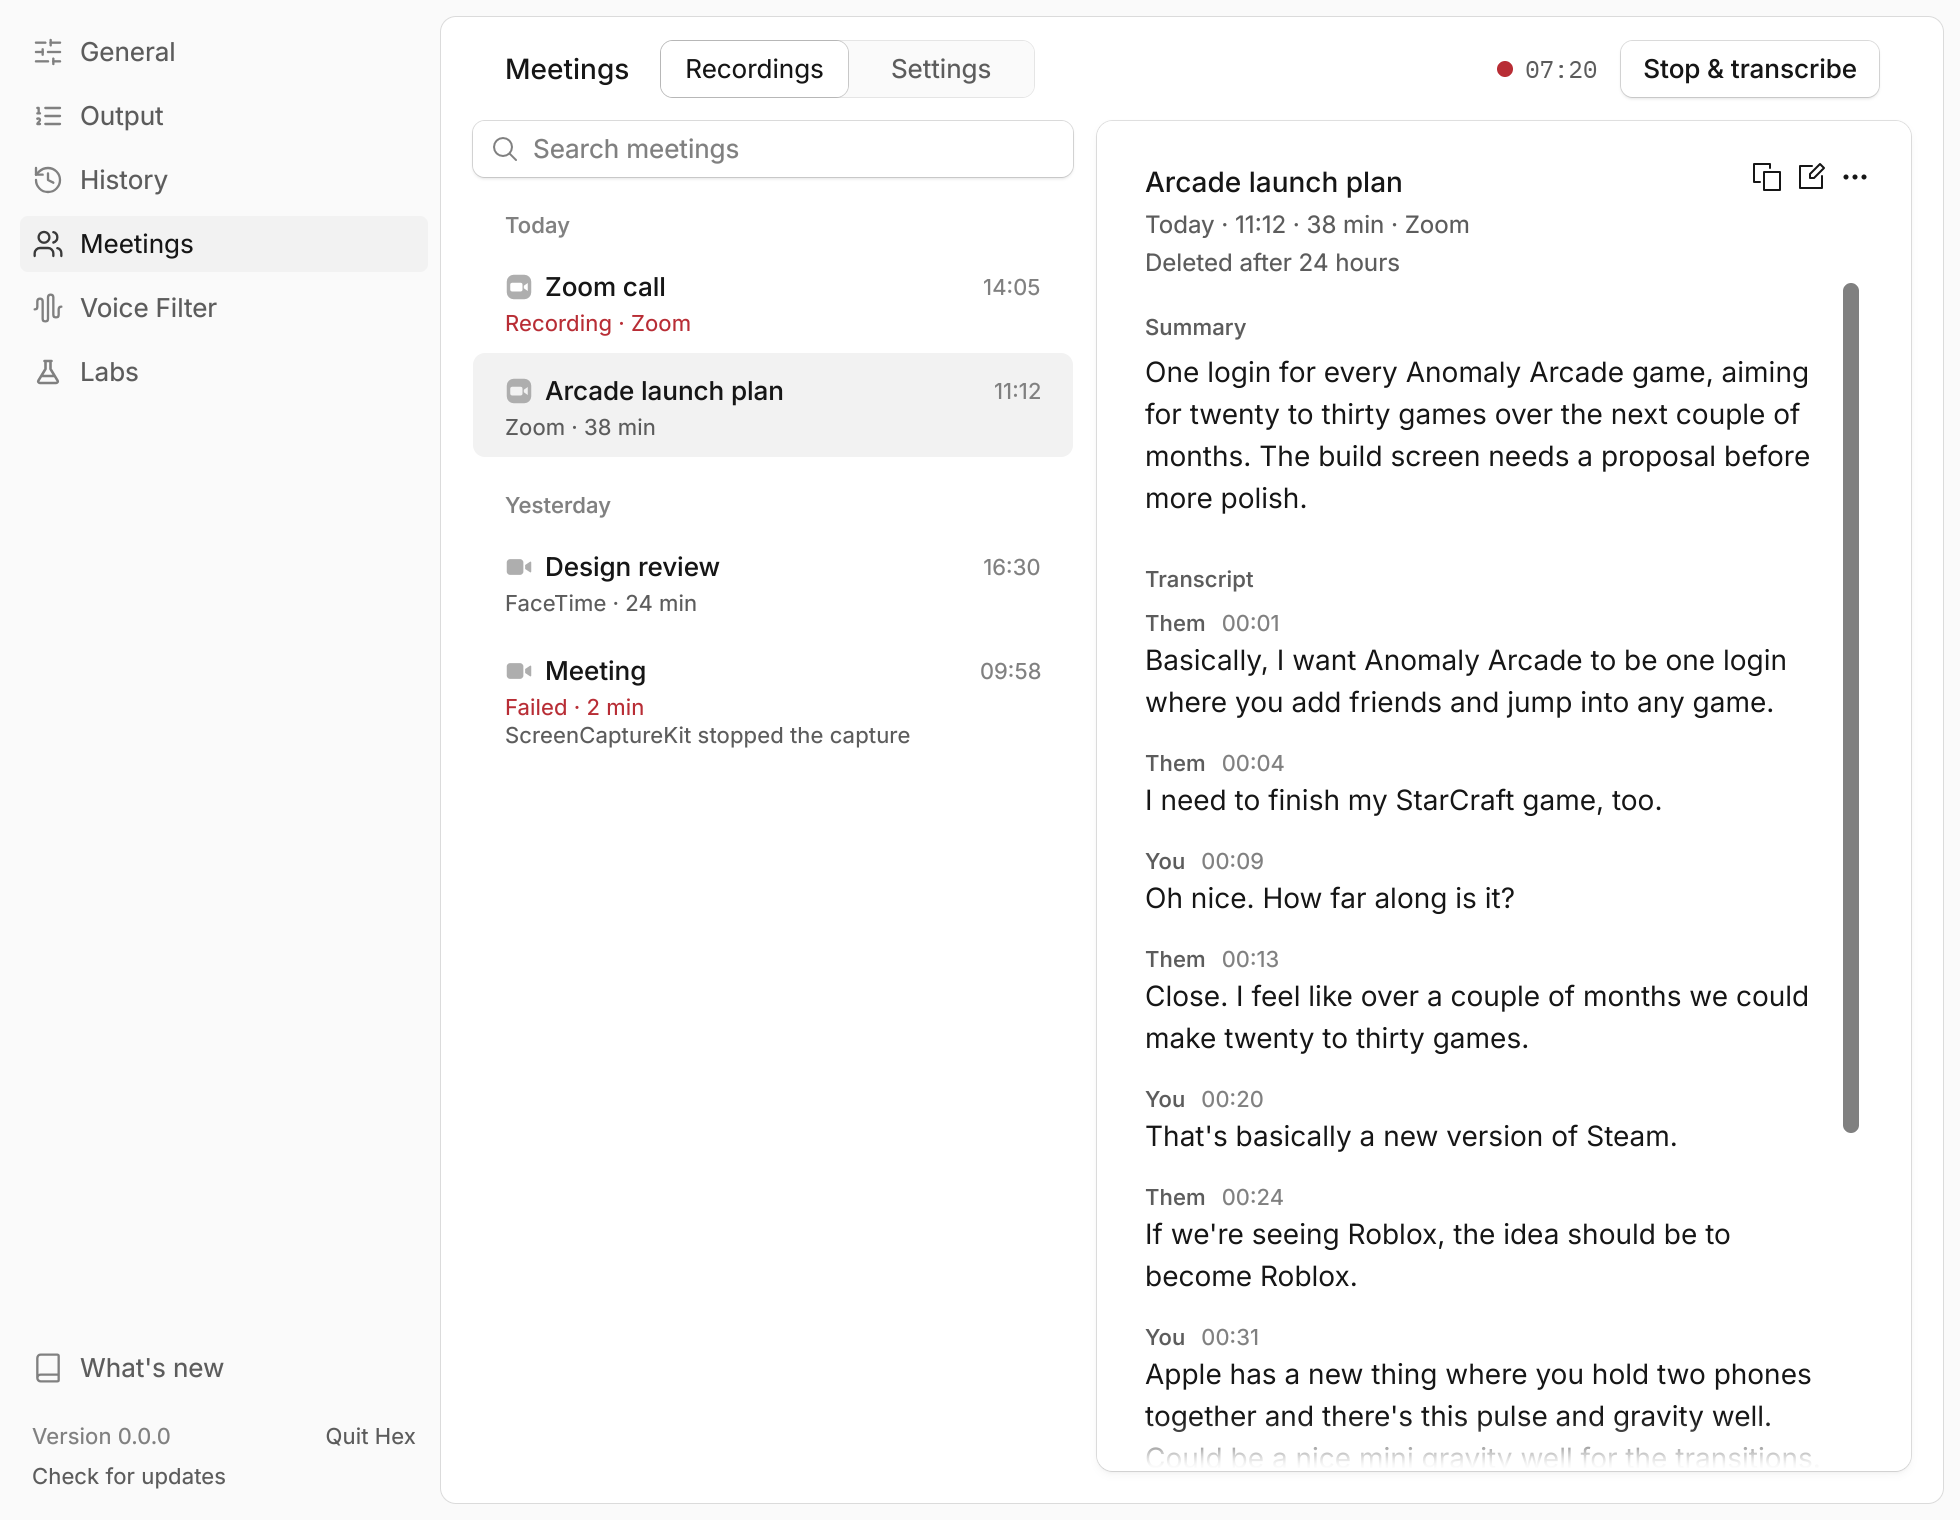 General
Output
History
Meetings
Voice Filter
Labs
What's new
Version 0.0.0
Quit Hex
Check for updates
Meetings
Recordings
Settings
07:20
Stop & transcribe
Search meetings
Today
Zoom call
14:05
Recording · Zoom
Arcade launch plan
11:12
Zoom · 38 min
Yesterday
Design review
16:30
FaceTime · 24 min
Meeting
09:58
Failed · 2 min
ScreenCaptureKit stopped the capture
Arcade launch plan
Today · 11:12 · 38 min · Zoom
Deleted after 24 hours
Summary
One login for every Anomaly Arcade game, aiming
for twenty to thirty games over the next couple of
months. The build screen needs a proposal before
more polish.
Transcript
Them 00:01
Basically, I want Anomaly Arcade to be one login
where you add friends and jump into any game.
Them 00:04
I need to finish my StarCraft game, too.
You 00:09
Oh nice. How far along is it?
Them 00:13
Close. I feel like over a couple of months we could
make twenty to thirty games.
You 00:20
That's basically a new version of Steam.
Them 00:24
If we're seeing Roblox, the idea should be to
become Roblox.
You 00:31
Apple has a new thing where you hold two phones
together and there's this pulse and gravity well.
Could be a nice mini gravity well for the transitions